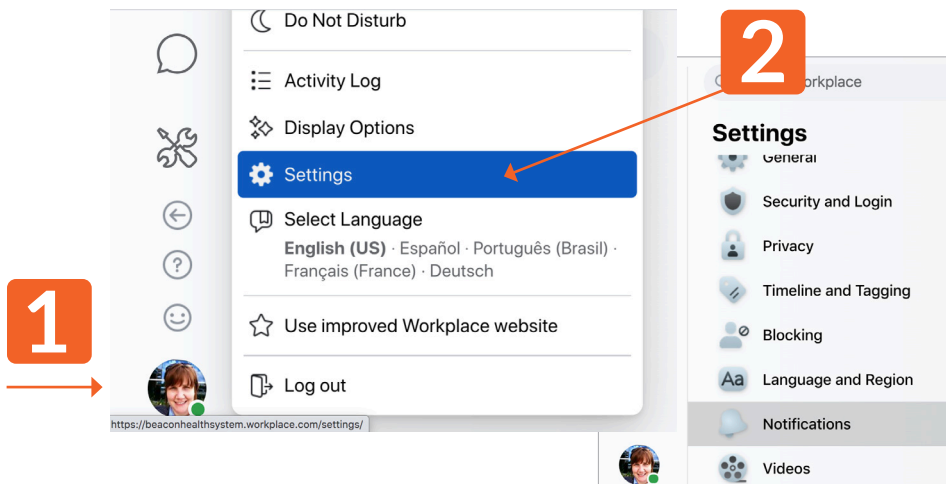 Do Not Disturb
Activity Log
Display Options
Settings
Select Language
English (US) · Español · Português (Brasil) ·
Français (France) · Deutsch
Use improved Workplace website
Log out
https://beaconhealthsystem.workplace.com/settings/
1
2
orkplace
Settings
General
Security and Login
Privacy
Timeline and Tagging
Blocking
Aa Language and Region
Notifications
Videos